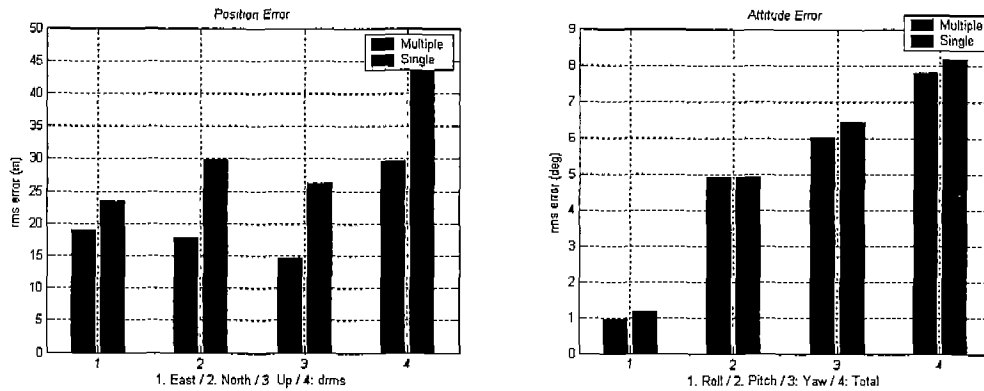 Position Error
50
45
40
35
30
25
20
15
10
5
0
rms error (m)
Multiple
Single
1 2 3 4
1. East / 2. North / 3 Up / 4: drms
Attitude Error
9
8
7
6
5
4
3
2
1
0
rms error (deg)
Multiple
Single
1 2 3 4
1. Roll / 2. Pitch / 3: Yaw / 4: Total